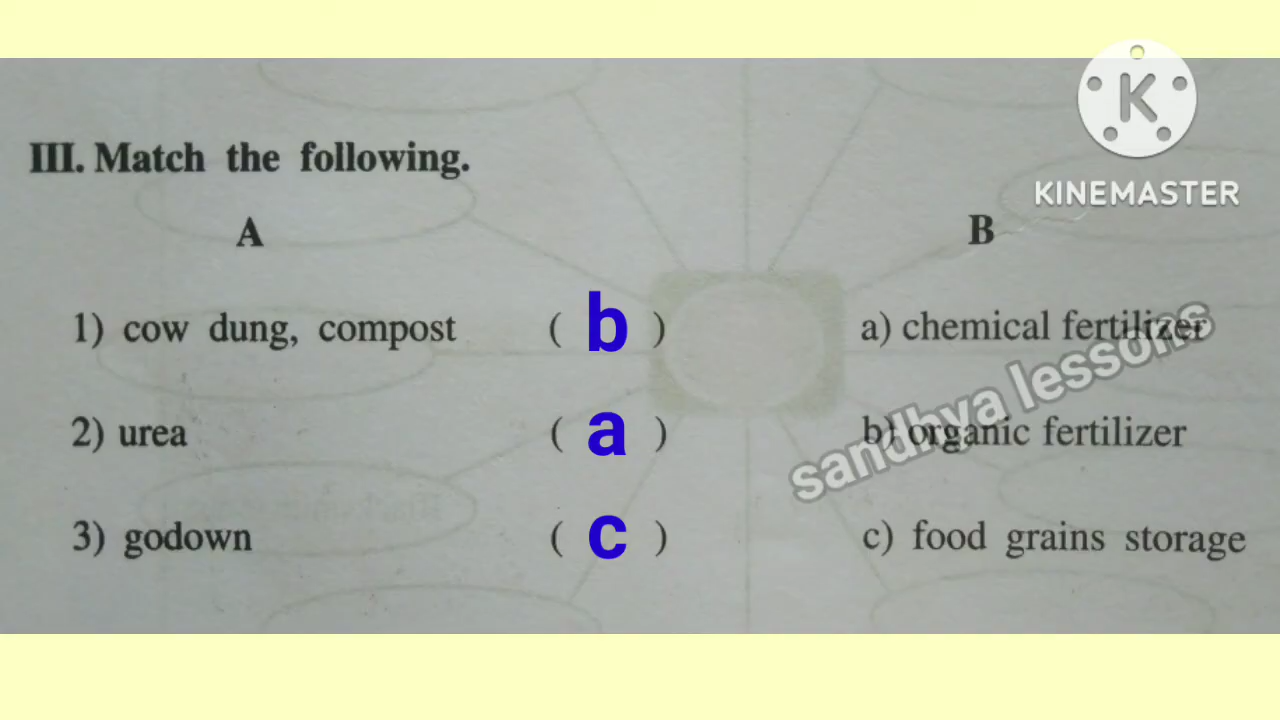 K
KINEMASTER
III. Match the following.
A B
1) cow dung, compost ( b ) a) chemical fertilizer
2) urea ( a ) b) organic fertilizer
3) godown ( c ) c) food grains storage
sandhya lessons